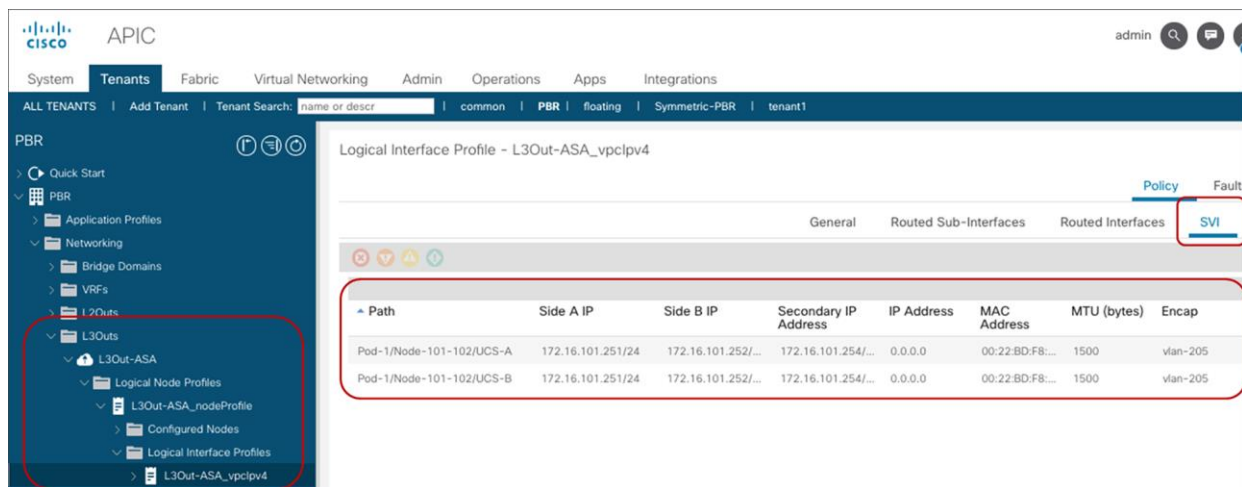 cisco APIC admin
System Tenants Fabric Virtual Networking Admin Operations Apps Integrations
ALL TENANTS | Add Tenant | Tenant Search: name or descr | common | PBR | floating | Symmetric-PBR | tenant1
PBR
Quick Start
PBR
Application Profiles
Networking
Bridge Domains
VRFs
L2Outs
L3Outs
L3Out-ASA
Logical Node Profiles
L3Out-ASA_nodeProfile
Configured Nodes
Logical Interface Profiles
L3Out-ASA_vpcIpv4
Logical Interface Profile - L3Out-ASA_vpcIpv4
Policy Fault
General Routed Sub-Interfaces Routed Interfaces SVI
Path Side A IP Side B IP Secondary IP Address IP Address MAC Address MTU (bytes) Encap
Pod-1/Node-101-102/UCS-A 172.16.101.251/24 172.16.101.252/... 172.16.101.254/... 0.0.0.0 00:22:BD:F8:... 1500 vlan-205
Pod-1/Node-101-102/UCS-B 172.16.101.251/24 172.16.101.252/... 172.16.101.254/... 0.0.0.0 00:22:BD:F8:... 1500 vlan-205